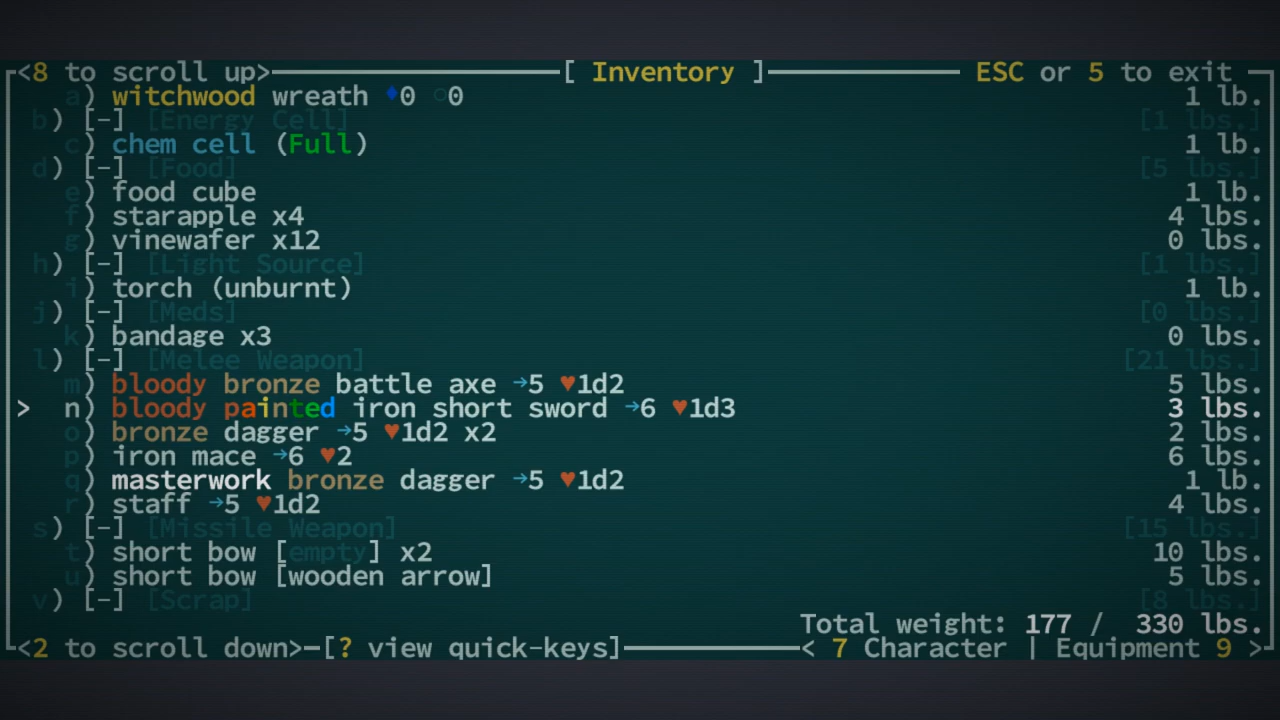 <8 to scroll up> [ Inventory ] ESC or 5 to exit
a) witchwood wreath ♦0 ○0 1 lb.
b) [-] [Energy Cell] [1 lbs.]
c) chem cell (Full) 1 lb.
d) [-] [Food] [5 lbs.]
e) food cube 1 lb.
f) starapple x4 4 lbs.
g) vinewafer x12 0 lbs.
h) [-] [Light Source] [1 lbs.]
i) torch (unburnt) 1 lb.
j) [-] [Meds] [0 lbs.]
k) bandage x3 0 lbs.
l) [-] [Melee Weapon] [21 lbs.]
m) bloody bronze battle axe →5 ♥1d2 5 lbs.
> n) bloody painted iron short sword →6 ♥1d3 3 lbs.
o) bronze dagger →5 ♥1d2 x2 2 lbs.
p) iron mace →6 ♥2 6 lbs.
q) masterwork bronze dagger →5 ♥1d2 1 lb.
r) staff →5 ♥1d2 4 lbs.
s) [-] [Missile Weapon] [15 lbs.]
t) short bow [empty] x2 10 lbs.
u) short bow [wooden arrow] 5 lbs.
v) [-] [Scrap] [8 lbs.]
Total weight: 177 / 330 lbs.
<2 to scroll down> [? view quick-keys] < 7 Character | Equipment 9 >